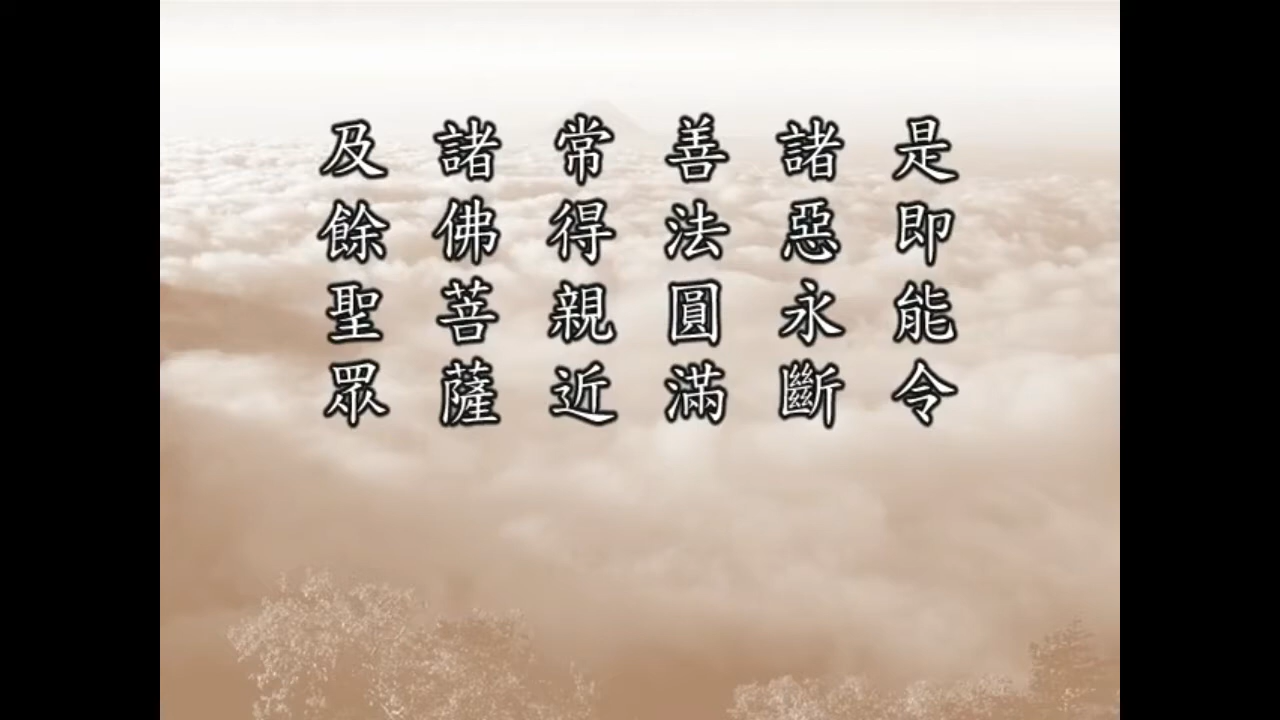 是即能令
諸惡永斷
善法圓滿
常得親近
諸佛菩薩
及餘聖眾